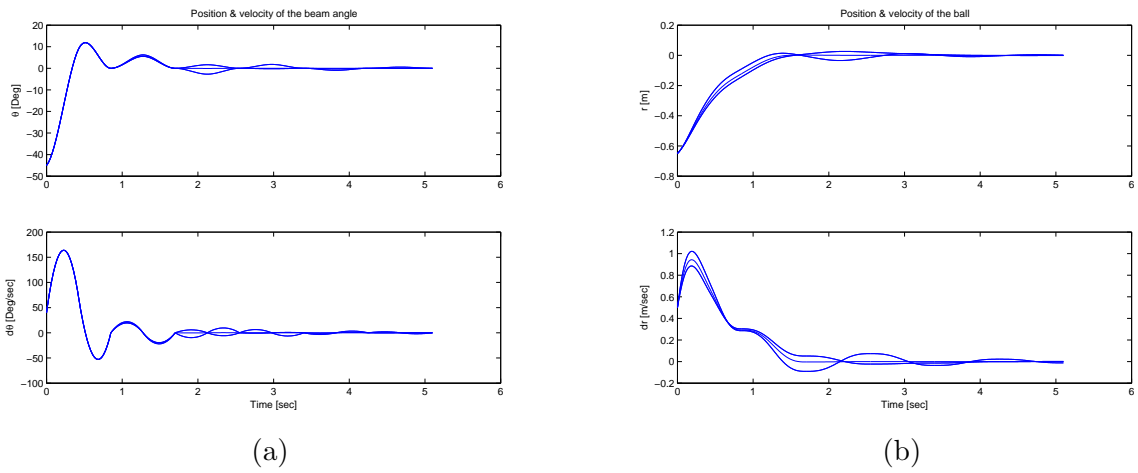 Position & velocity of the beam angle
20
10
0
−10
−20
−30
−40
−50
θ [Deg]
0 1 2 3 4 5 6
200
150
100
50
0
−50
−100
dθ [Deg/sec]
0 1 2 3 4 5 6
Time [sec]
(a)
Position & velocity of the ball
0.2
0
−0.2
−0.4
−0.6
−0.8
r [m]
0 1 2 3 4 5 6
1.2
1
0.8
0.6
0.4
0.2
0
−0.2
dr [m/sec]
0 1 2 3 4 5 6
Time [sec]
(b)